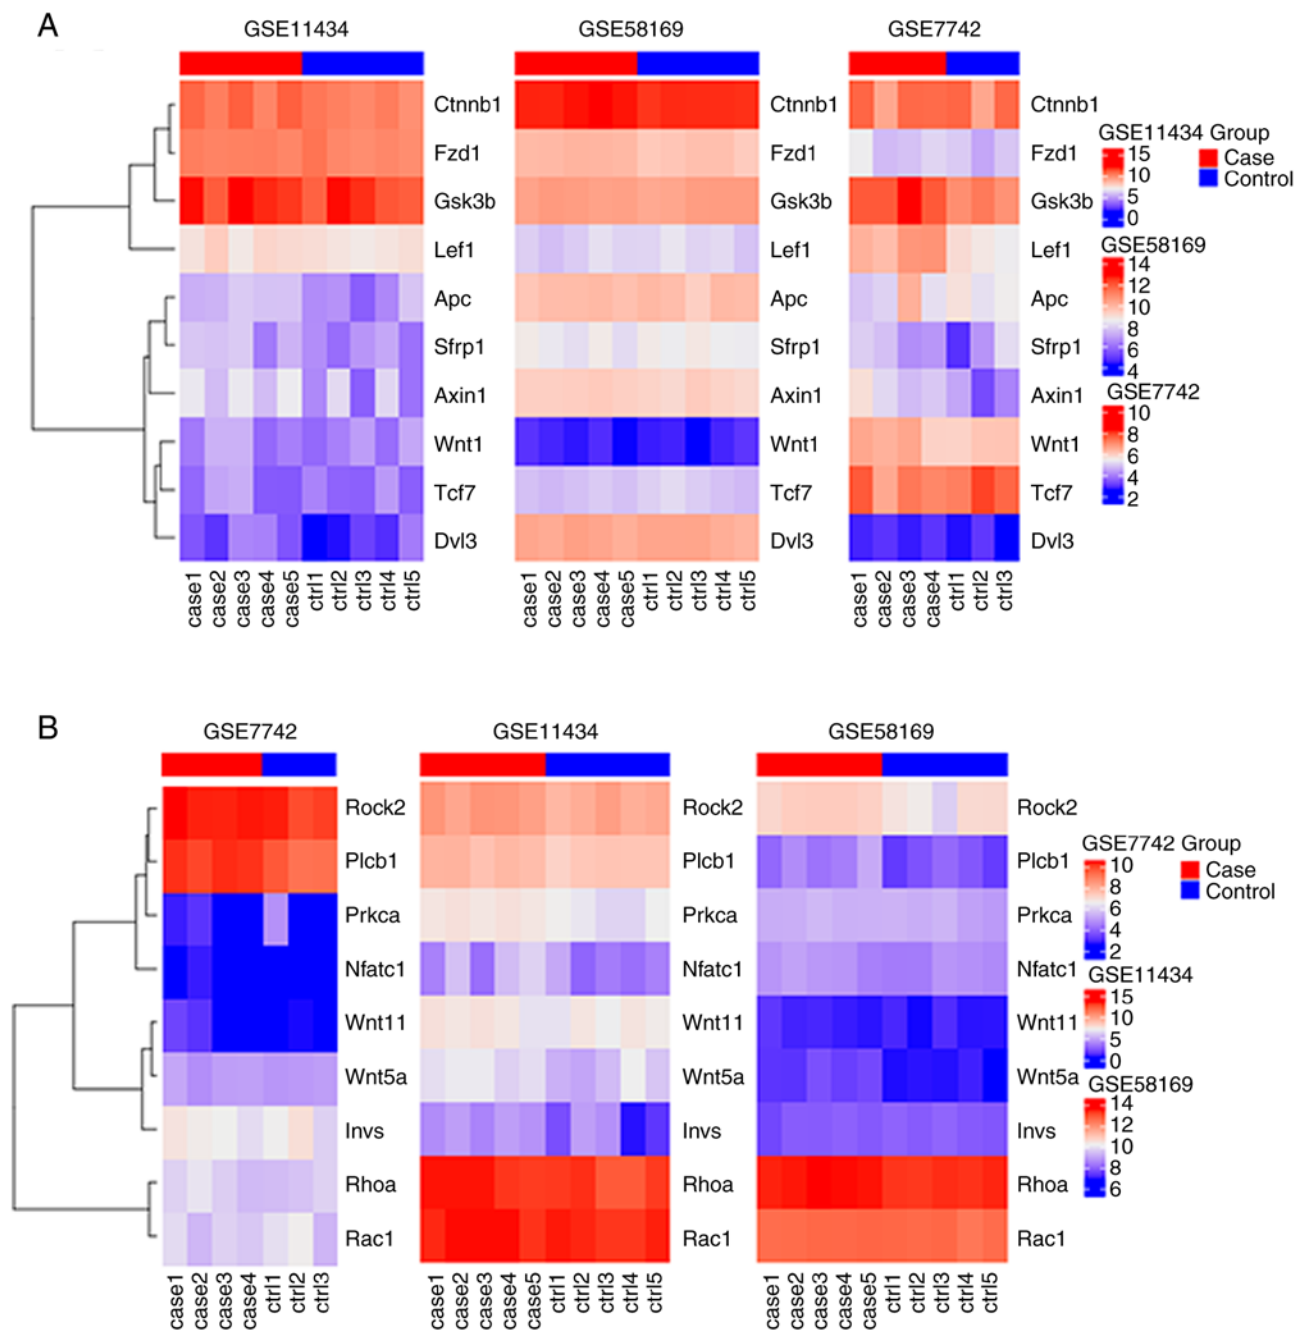 A
GSE11434 GSE58169 GSE7742
Ctnnb1 Ctnnb1 Ctnnb1
Fzd1 Fzd1 Fzd1
Gsk3b Gsk3b Gsk3b
Lef1 Lef1 Lef1
Apc Apc Apc
Sfrp1 Sfrp1 Sfrp1
Axin1 Axin1 Axin1
Wnt1 Wnt1 Wnt1
Tcf7 Tcf7 Tcf7
Dvl3 Dvl3 Dvl3
case1 case2 case3 case4 case5 ctrl1 ctrl2 ctrl3 ctrl4 ctrl5
case1 case2 case3 case4 case5 ctrl1 ctrl2 ctrl3 ctrl4 ctrl5
case1 case2 case3 case4 ctrl1 ctrl2 ctrl3
GSE11434 Group
15
10
5
0
Case
Control
GSE58169
14
12
10
8
6
4
GSE7742
10
8
6
4
2
B
GSE7742 GSE11434 GSE58169
Rock2 Rock2 Rock2
Plcb1 Plcb1 Plcb1
Prkca Prkca Prkca
Nfatc1 Nfatc1 Nfatc1
Wnt11 Wnt11 Wnt11
Wnt5a Wnt5a Wnt5a
Invs Invs Invs
Rhoa Rhoa Rhoa
Rac1 Rac1 Rac1
case1 case2 case3 case4 ctrl1 ctrl2 ctrl3
case1 case2 case3 case4 case5 ctrl1 ctrl2 ctrl3 ctrl4 ctrl5
case1 case2 case3 case4 case5 ctrl1 ctrl2 ctrl3 ctrl4 ctrl5
GSE7742 Group
10
8
6
4
2
Case
Control
GSE11434
15
10
5
0
GSE58169
14
12
10
8
6